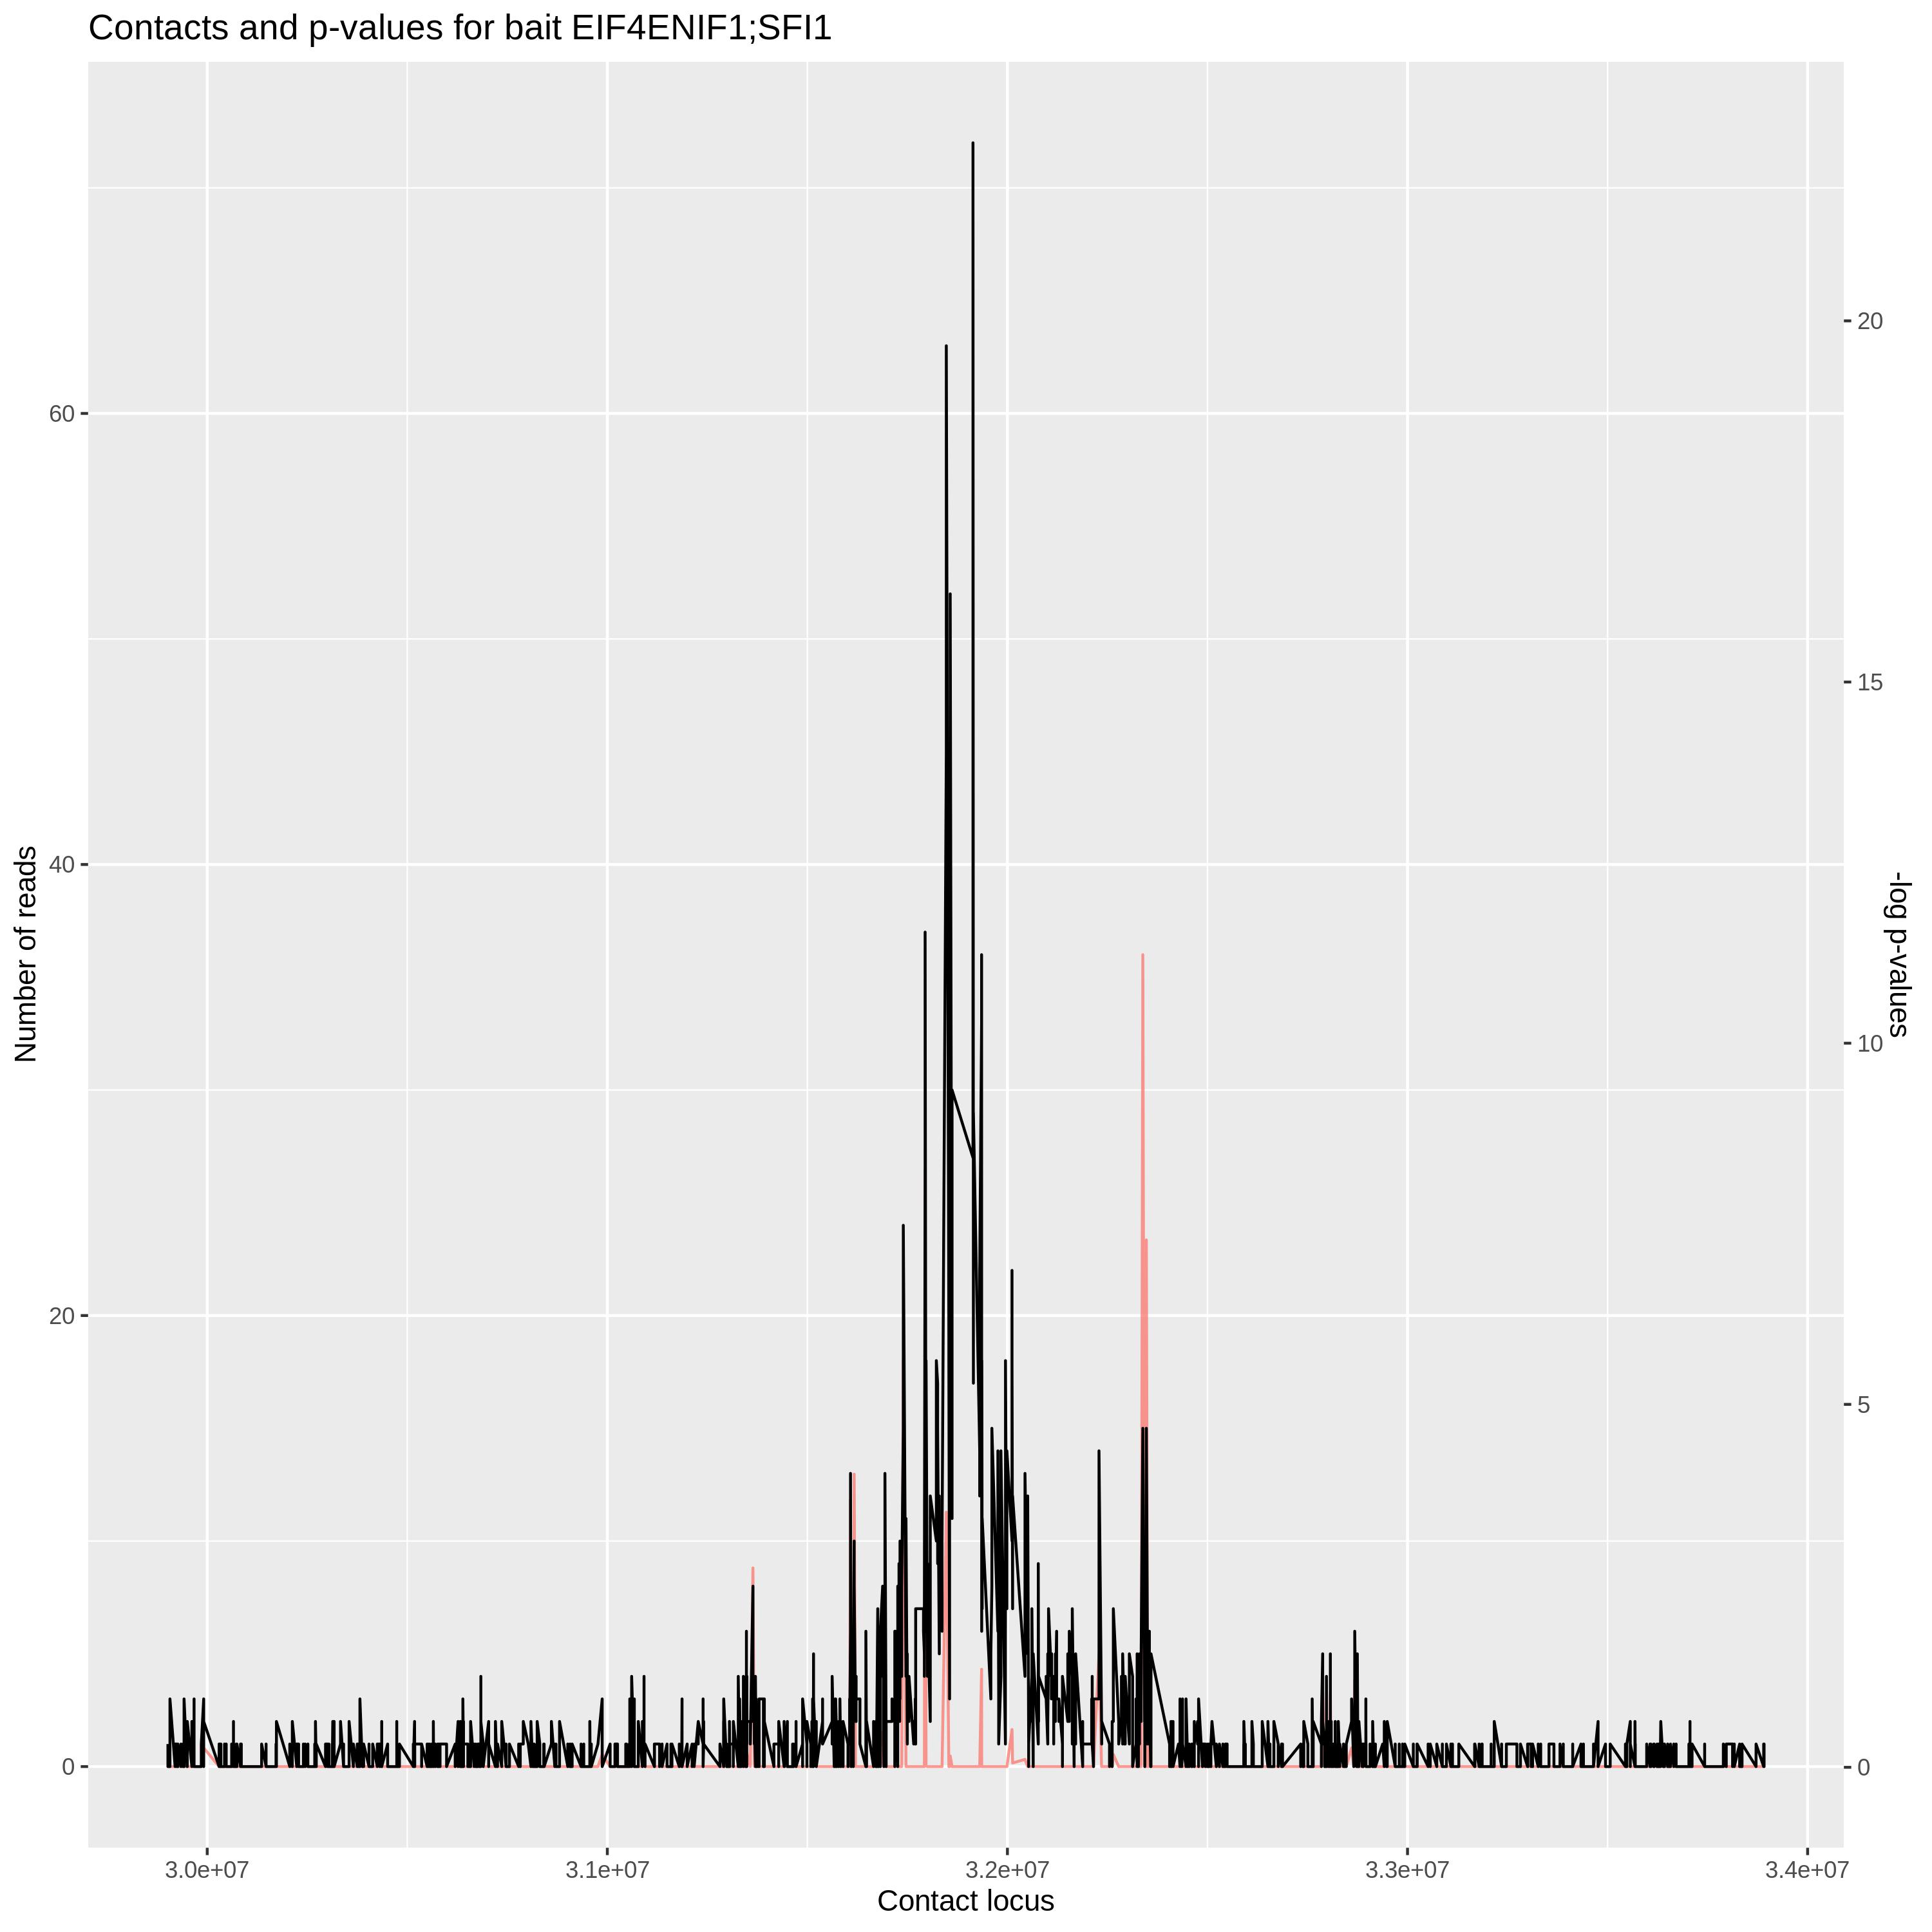 Contacts and p-values for bait EIF4ENIF1;SFI1
60
40
20
0
Number of reads
20
15
10
5
0
-log p-values
3.0e+07
3.1e+07
3.2e+07
3.3e+07
3.4e+07
Contact locus